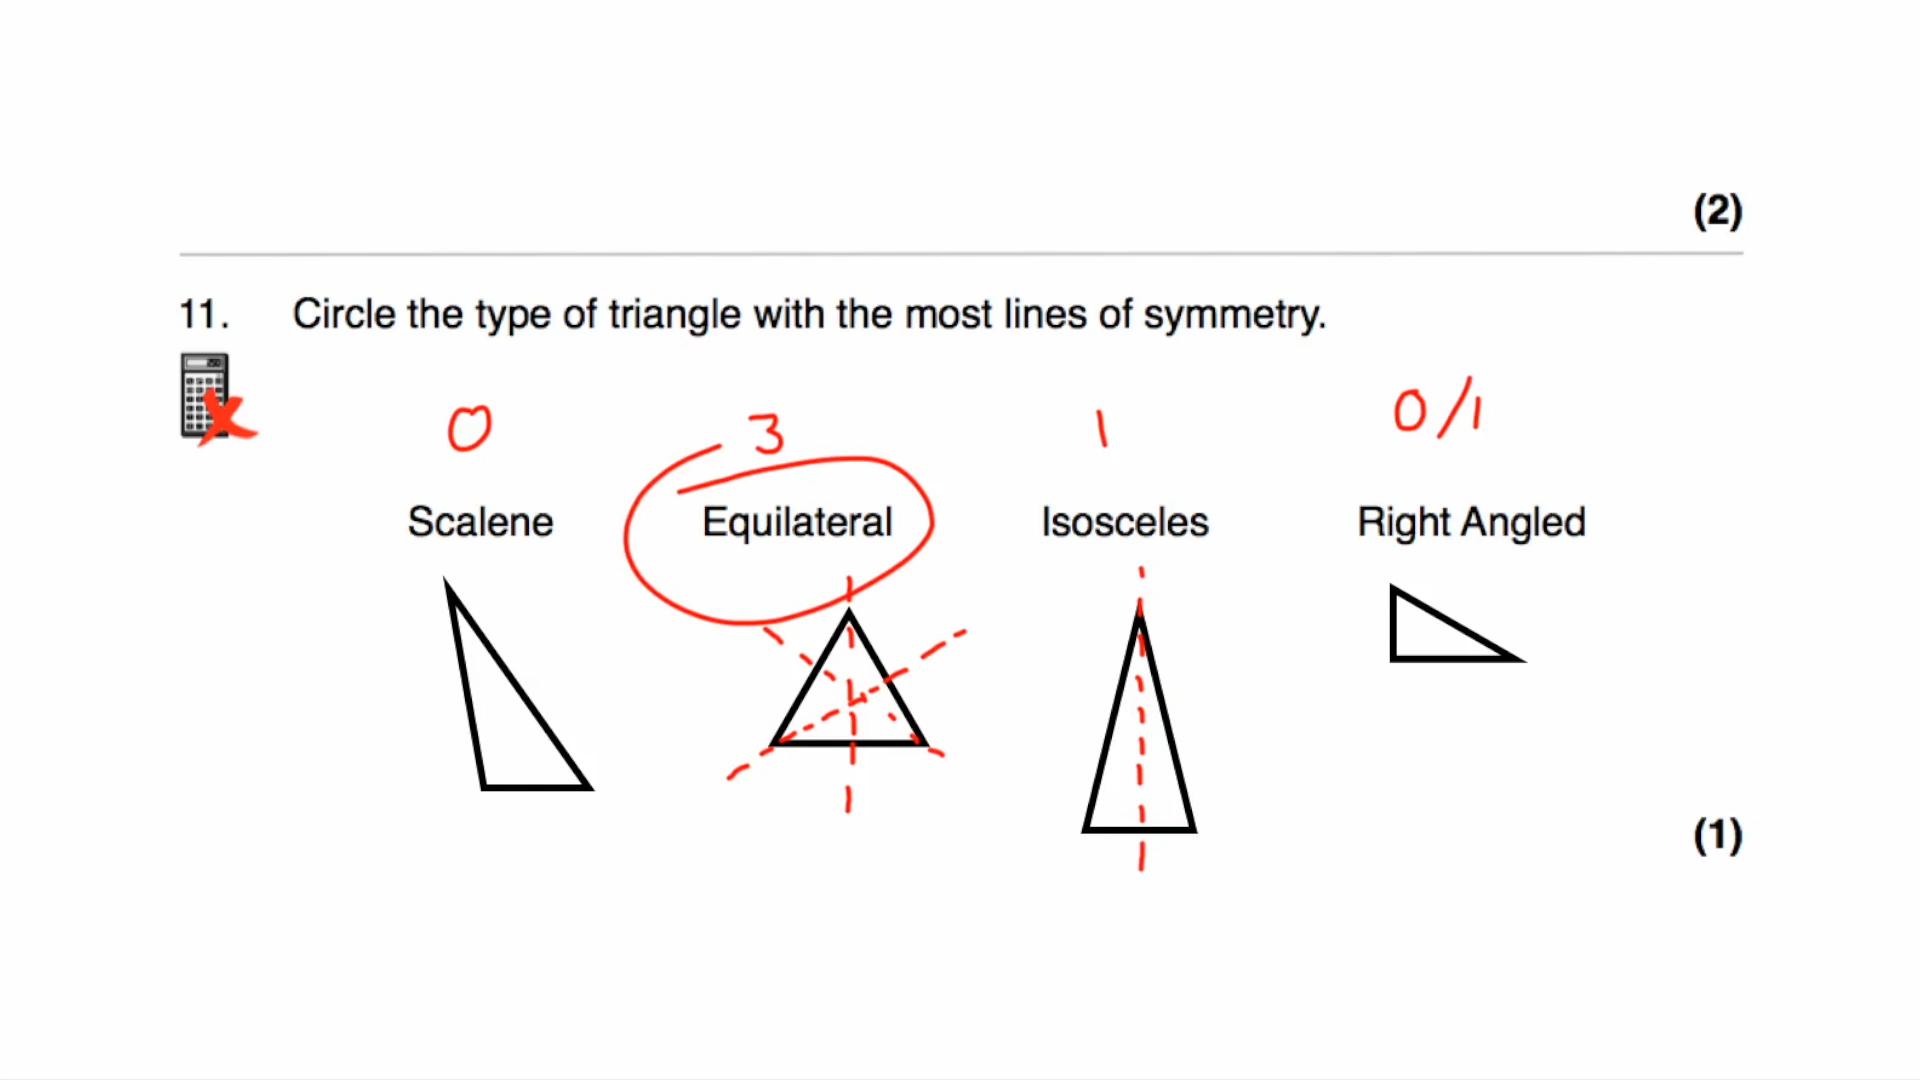 (2)
11. Circle the type of triangle with the most lines of symmetry.
0 3 1 0/1
Scalene Equilateral Isosceles Right Angled
(1)